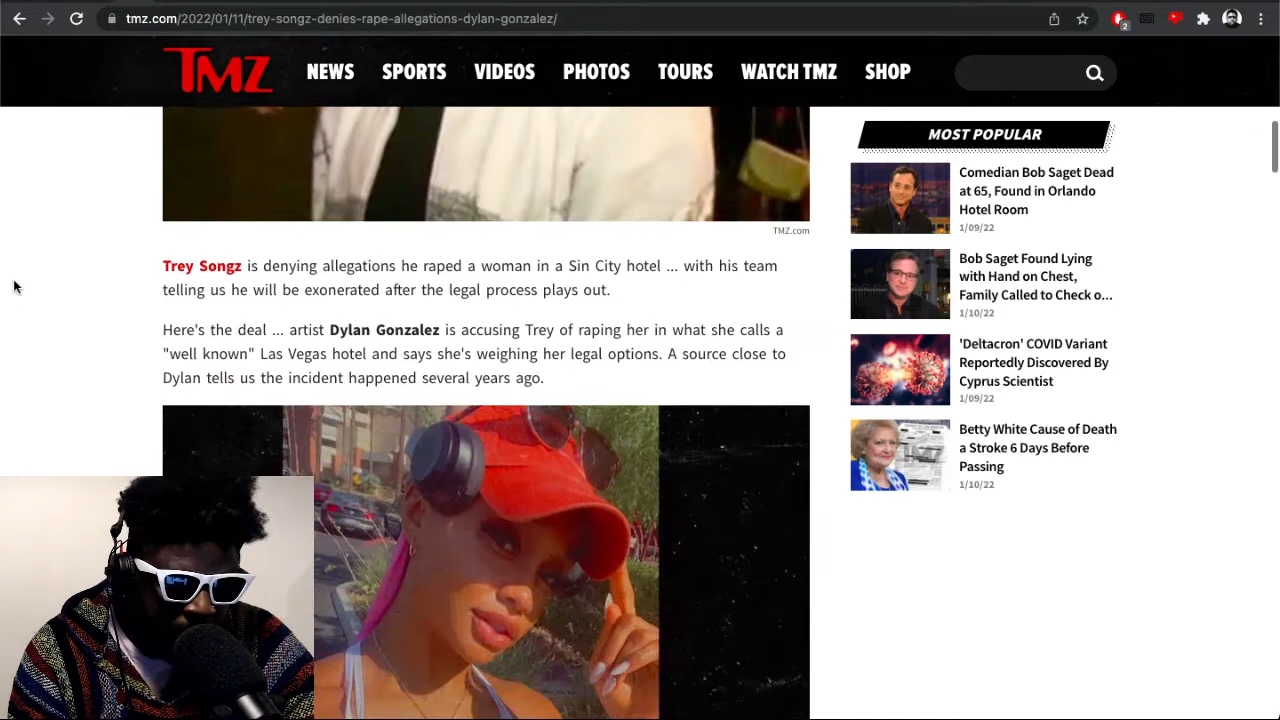 tmz.com/2022/01/11/trey-songz-denies-rape-allegations-dylan-gonzalez/
2
TMZ
NEWS SPORTS VIDEOS PHOTOS TOURS WATCH TMZ SHOP
TMZ.com
Trey Songz is denying allegations he raped a woman in a Sin City hotel ... with his team
telling us he will be exonerated after the legal process plays out.
Here's the deal ... artist Dylan Gonzalez is accusing Trey of raping her in what she calls a
"well known" Las Vegas hotel and says she's weighing her legal options. A source close to
Dylan tells us the incident happened several years ago.
MOST POPULAR
Comedian Bob Saget Dead
at 65, Found in Orlando
Hotel Room
1/09/22
Bob Saget Found Lying
with Hand on Chest,
Family Called to Check o...
1/10/22
'Deltacron' COVID Variant
Reportedly Discovered By
Cyprus Scientist
1/09/22
Betty White Cause of Death
a Stroke 6 Days Before
Passing
1/10/22